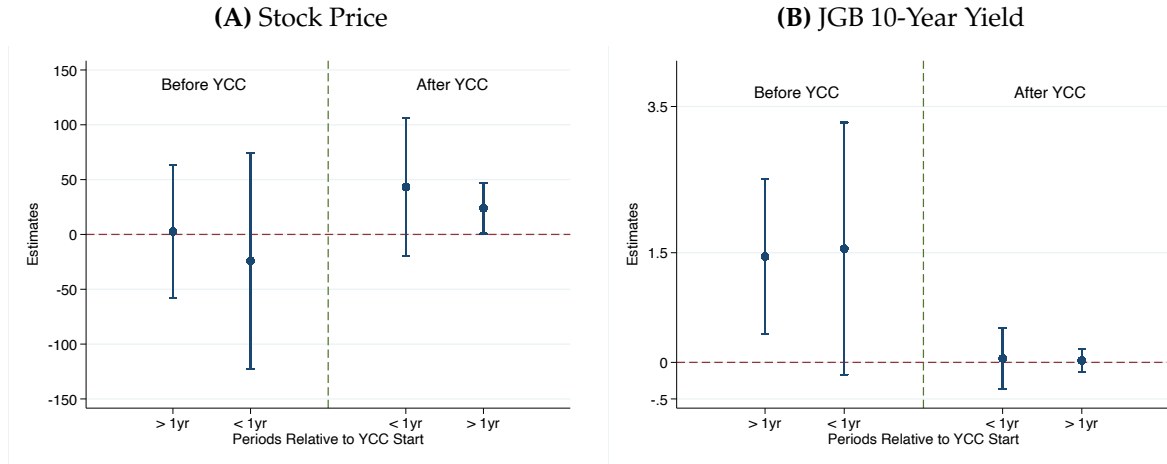 (A) Stock Price
150
100
50
0
-50
-100
-150
Estimates
Before YCC
After YCC
> 1yr
< 1yr
< 1yr
> 1yr
Periods Relative to YCC Start
(B) JGB 10-Year Yield
3.5
1.5
0
-.5
Estimates
Before YCC
After YCC
> 1yr
< 1yr
< 1yr
> 1yr
Periods Relative to YCC Start